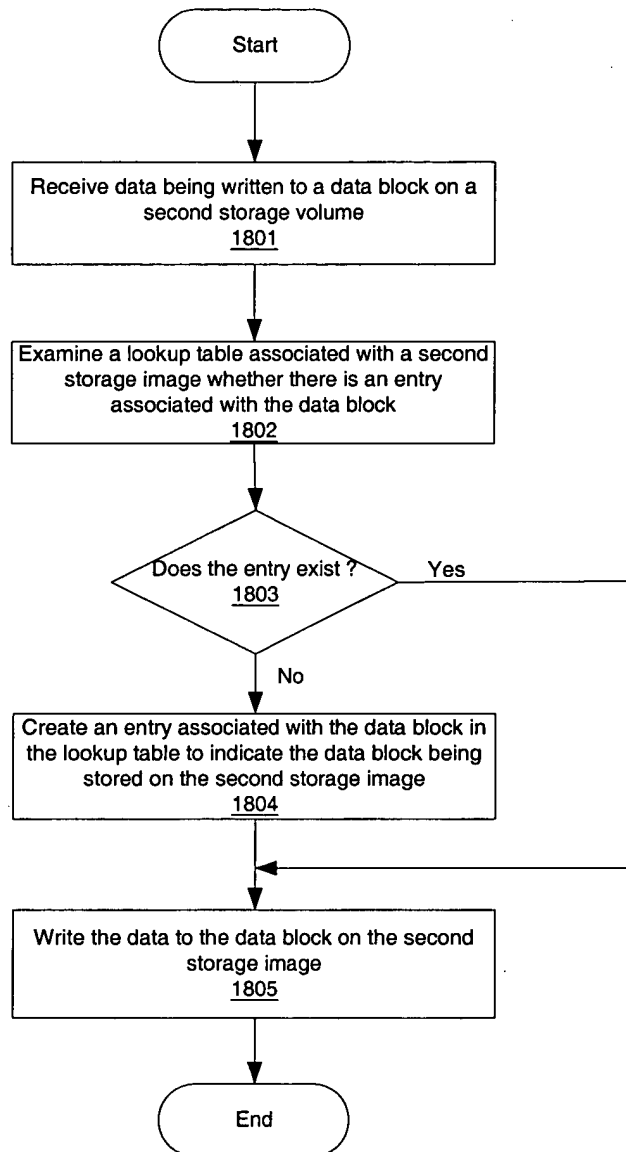 Start
Receive data being written to a data block on a
second storage volume
1801
Examine a lookup table associated with a second
storage image whether there is an entry
associated with the data block
1802
Does the entry exist ?
1803
Yes
No
Create an entry associated with the data block in
the lookup table to indicate the data block being
stored on the second storage image
1804
Write the data to the data block on the second
storage image
1805
End